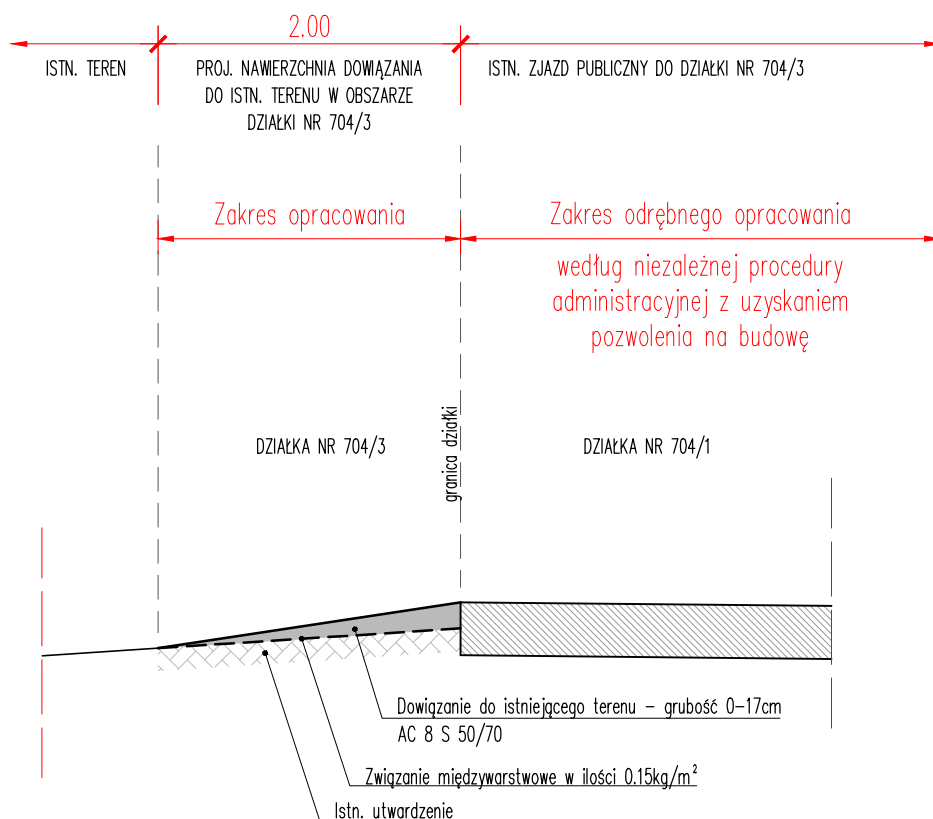 2.00
ISTN. TEREN
PROJ. NAWIERZCHNIA DOWIĄZANIA
DO ISTN. TERENU W OBSZARZE
DZIAŁKI NR 704/3
ISTN. ZJAZD PUBLICZNY DO DZIAŁKI NR 704/3
Zakres opracowania
Zakres odrębnego opracowania
według niezależnej procedury
administracyjnej z uzyskaniem
pozwolenia na budowę
DZIAŁKA NR 704/3
granica działki
DZIAŁKA NR 704/1
Dowiązanie do istniejącego terenu – grubość 0–17cm
AC 8 S 50/70
Związanie międzywarstwowe w ilości 0.15kg/m²
Istn. utwardzenie